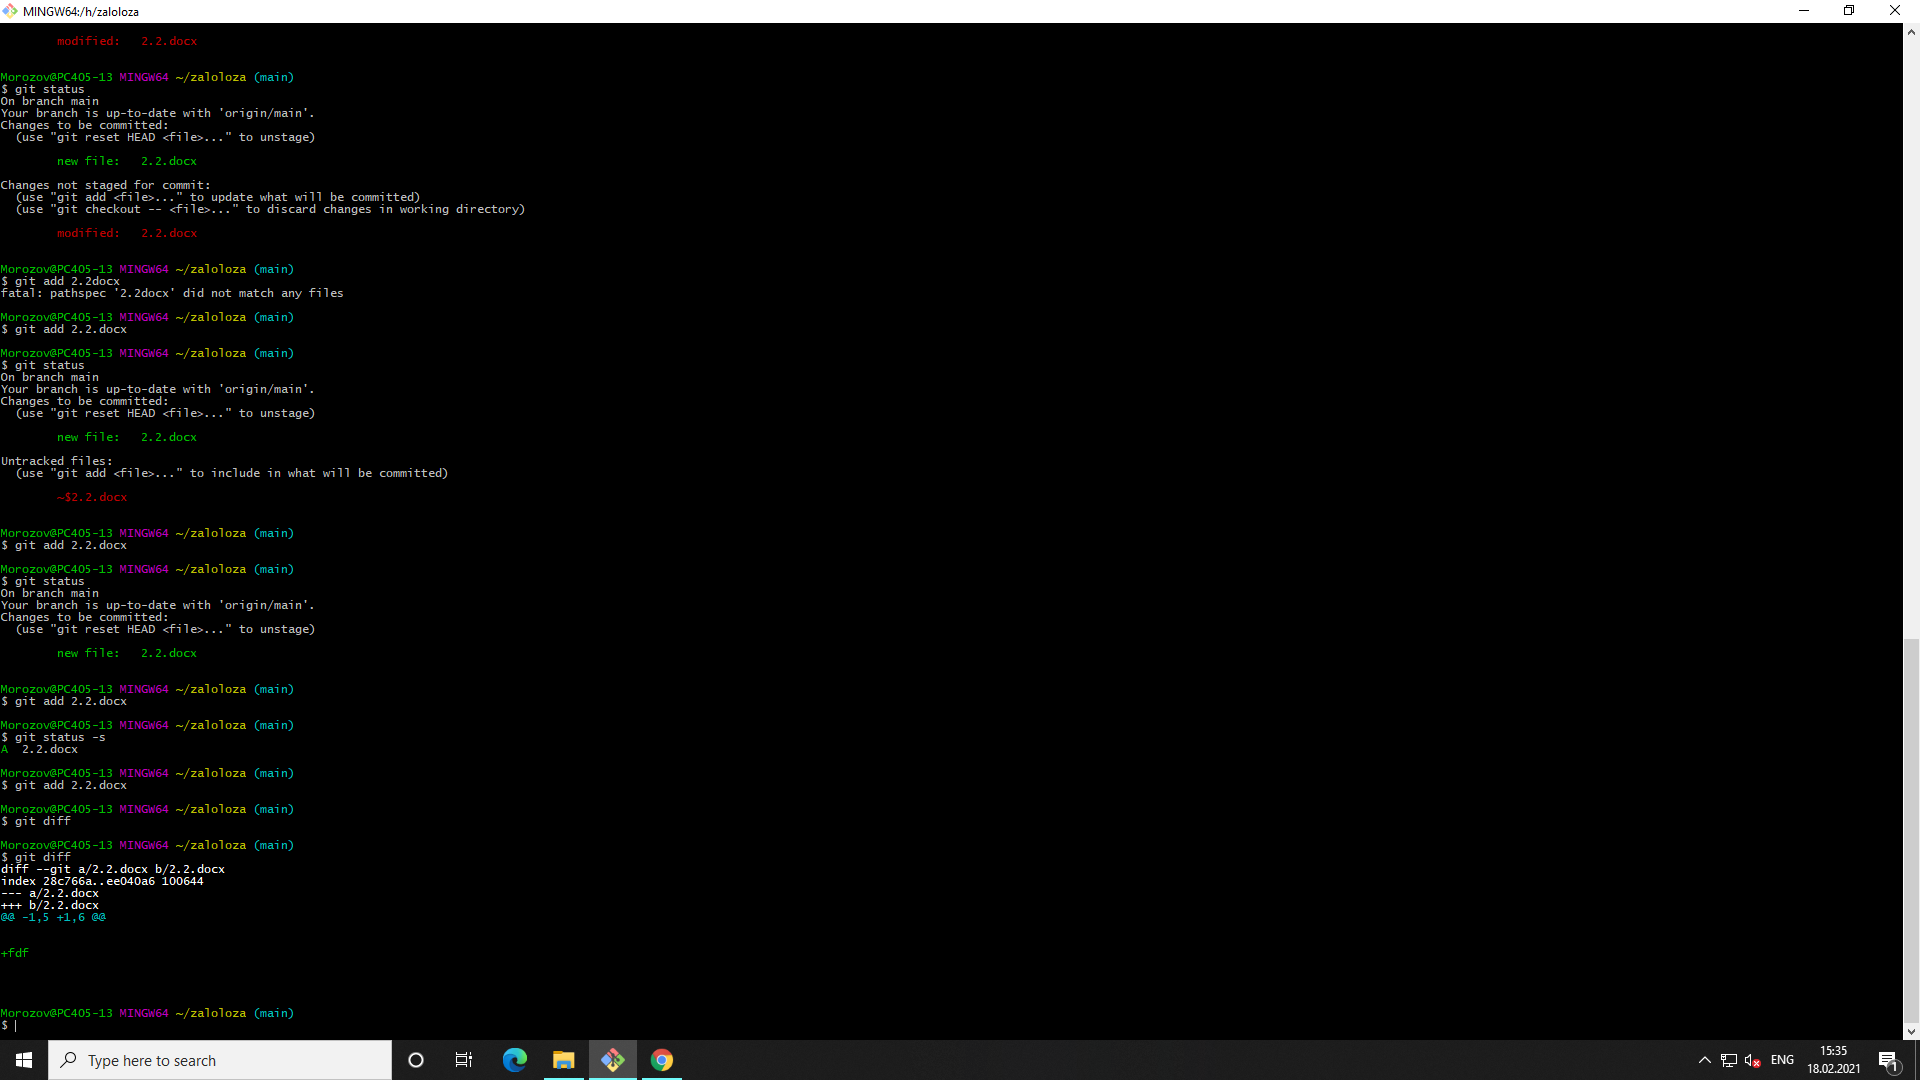 MINGW64:/h/zaloloza
modified:   2.2.docx
Morozov@PC405-13 MINGW64 ~/zaloloza (main)
$ git status
On branch main
Your branch is up-to-date with 'origin/main'.
Changes to be committed:
  (use "git reset HEAD <file>..." to unstage)
new file:   2.2.docx
Changes not staged for commit:
  (use "git add <file>..." to update what will be committed)
  (use "git checkout -- <file>..." to discard changes in working directory)
modified:   2.2.docx
Morozov@PC405-13 MINGW64 ~/zaloloza (main)
$ git add 2.2docx
fatal: pathspec '2.2docx' did not match any files
Morozov@PC405-13 MINGW64 ~/zaloloza (main)
$ git add 2.2.docx
Morozov@PC405-13 MINGW64 ~/zaloloza (main)
$ git status
On branch main
Your branch is up-to-date with 'origin/main'.
Changes to be committed:
  (use "git reset HEAD <file>..." to unstage)
new file:   2.2.docx
Untracked files:
  (use "git add <file>..." to include in what will be committed)
~$2.2.docx
Morozov@PC405-13 MINGW64 ~/zaloloza (main)
$ git add 2.2.docx
Morozov@PC405-13 MINGW64 ~/zaloloza (main)
$ git status
On branch main
Your branch is up-to-date with 'origin/main'.
Changes to be committed:
  (use "git reset HEAD <file>..." to unstage)
new file:   2.2.docx
Morozov@PC405-13 MINGW64 ~/zaloloza (main)
$ git add 2.2.docx
Morozov@PC405-13 MINGW64 ~/zaloloza (main)
$ git status -s
A  2.2.docx
Morozov@PC405-13 MINGW64 ~/zaloloza (main)
$ git add 2.2.docx
Morozov@PC405-13 MINGW64 ~/zaloloza (main)
$ git diff
Morozov@PC405-13 MINGW64 ~/zaloloza (main)
$ git diff
diff --git a/2.2.docx b/2.2.docx
index 28c766a..ee040a6 100644
--- a/2.2.docx
+++ b/2.2.docx
@@ -1,5 +1,6 @@
+fdf
Morozov@PC405-13 MINGW64 ~/zaloloza (main)
$
Type here to search
ENG
15:35
18.02.2021
1